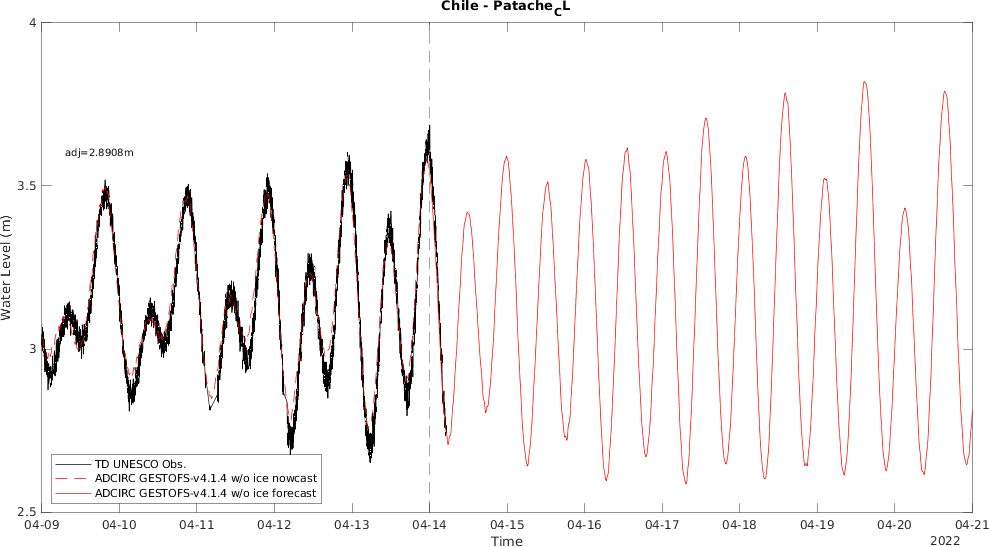 Chile - Patache_CL
4
3.5
3
2.5
Water Level (m)
adj=2.8908m
TD UNESCO Obs.
ADCIRC GESTOFS-v4.1.4 w/o ice nowcast
ADCIRC GESTOFS-v4.1.4 w/o ice forecast
04-09 04-10 04-11 04-12 04-13 04-14 04-15 04-16 04-17 04-18 04-19 04-20 04-21
Time
2022